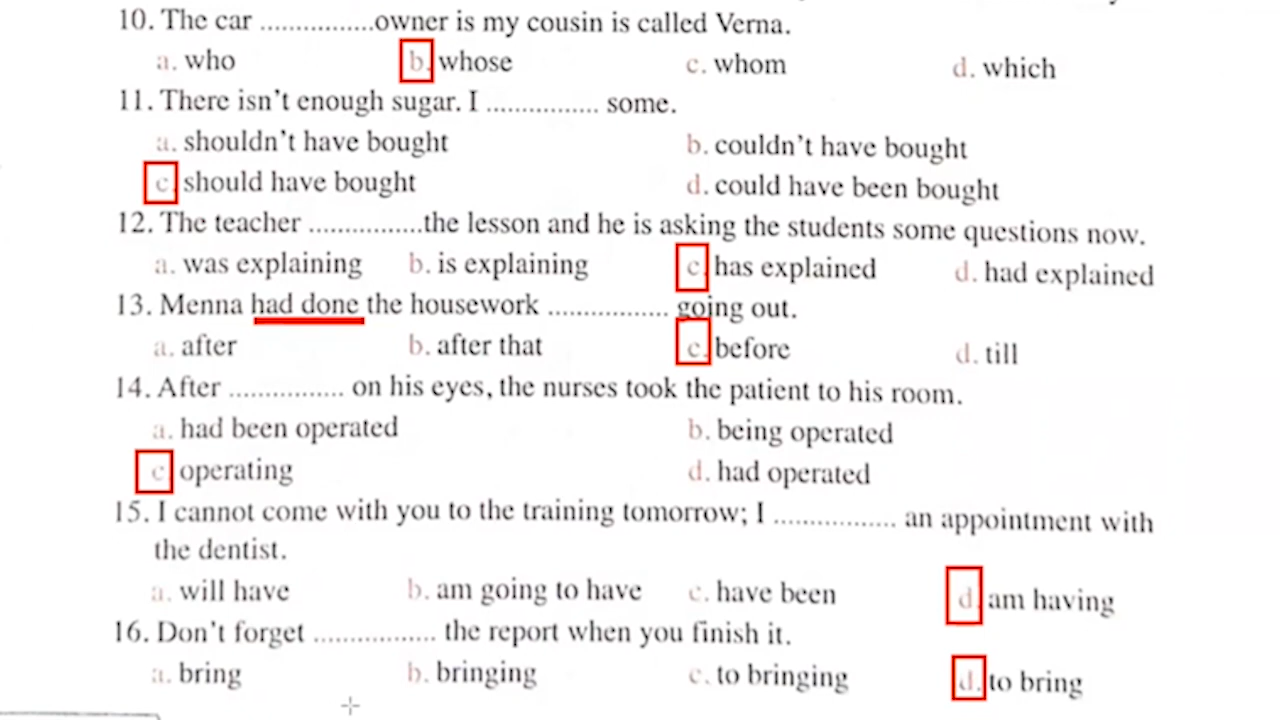 10. The car ................owner is my cousin is called Verna.
a. who b. whose c. whom d. which
11. There isn't enough sugar. I ................ some.
a. shouldn't have bought b. couldn't have bought
c. should have bought d. could have been bought
12. The teacher ................the lesson and he is asking the students some questions now.
a. was explaining b. is explaining c. has explained d. had explained
13. Menna had done the housework ................. going out.
a. after b. after that c. before d. till
14. After ................ on his eyes, the nurses took the patient to his room.
a. had been operated b. being operated
c. operating d. had operated
15. I cannot come with you to the training tomorrow; I ................. an appointment with
the dentist.
a. will have b. am going to have c. have been d. am having
16. Don't forget ................. the report when you finish it.
a. bring b. bringing c. to bringing d. to bring